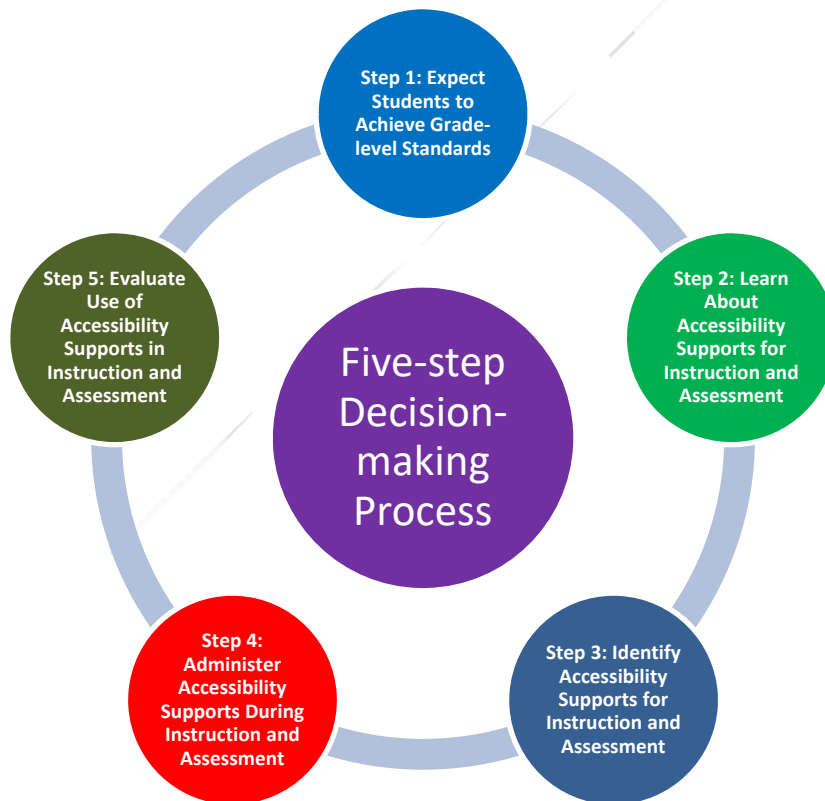 Step 1: Expect
Students to
Achieve Grade-
level Standards
Step 2: Learn
About
Accessibility
Supports for
Instruction and
Assessment
Step 3: Identify
Accessibility
Supports for
Instruction and
Assessment
Step 4:
Administer
Accessibility
Supports During
Instruction and
Assessment
Step 5: Evaluate
Use of
Accessibility
Supports in
Instruction and
Assessment
Five-step
Decision-
making
Process